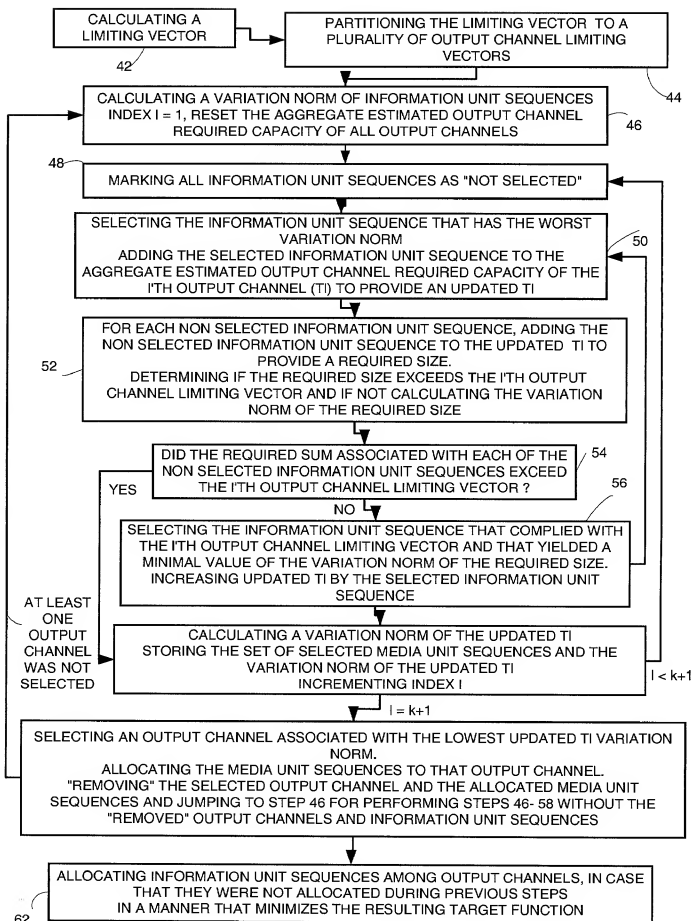 CALCULATING A
LIMITING VECTOR
42
PARTITIONING THE LIMITING VECTOR TO A
PLURALITY OF OUTPUT CHANNEL LIMITING
VECTORS
44
CALCULATING A VARIATION NORM OF INFORMATION UNIT SEQUENCES
INDEX I = 1, RESET THE AGGREGATE ESTIMATED OUTPUT CHANNEL
REQUIRED CAPACITY OF ALL OUTPUT CHANNELS
46
48
MARKING ALL INFORMATION UNIT SEQUENCES AS "NOT SELECTED"
SELECTING THE INFORMATION UNIT SEQUENCE THAT HAS THE WORST
VARIATION NORM
ADDING THE SELECTED INFORMATION UNIT SEQUENCE TO THE
AGGREGATE ESTIMATED OUTPUT CHANNEL REQUIRED CAPACITY OF THE
I'TH OUTPUT CHANNEL (TI) TO PROVIDE AN UPDATED TI
50
FOR EACH NON SELECTED INFORMATION UNIT SEQUENCE, ADDING THE
NON SELECTED INFORMATION UNIT SEQUENCE TO THE UPDATED TI TO
PROVIDE A REQUIRED SIZE.
DETERMINING IF THE REQUIRED SIZE EXCEEDS THE I'TH OUTPUT
CHANNEL LIMITING VECTOR AND IF NOT CALCULATING THE VARIATION
NORM OF THE REQUIRED SIZE
52
DID THE REQUIRED SUM ASSOCIATED WITH EACH OF THE
NON SELECTED INFORMATION UNIT SEQUENCES EXCEED
THE I'TH OUTPUT CHANNEL LIMITING VECTOR ?
54
YES
NO
56
SELECTING THE INFORMATION UNIT SEQUENCE THAT COMPLIED WITH
THE I'TH OUTPUT CHANNEL LIMITING VECTOR AND THAT YIELDED A
MINIMAL VALUE OF THE VARIATION NORM OF THE REQUIRED SIZE.
INCREASING UPDATED TI BY THE SELECTED INFORMATION UNIT
SEQUENCE
AT LEAST
ONE
OUTPUT
CHANNEL
WAS NOT
SELECTED
CALCULATING A VARIATION NORM OF THE UPDATED TI
STORING THE SET OF SELECTED MEDIA UNIT SEQUENCES AND THE
VARIATION NORM OF THE UPDATED TI
INCREMENTING INDEX I
I < k+1
I = k+1
SELECTING AN OUTPUT CHANNEL ASSOCIATED WITH THE LOWEST UPDATED TI VARIATION
NORM.
ALLOCATING THE MEDIA UNIT SEQUENCES TO THAT OUTPUT CHANNEL.
"REMOVING" THE SELECTED OUTPUT CHANNEL AND THE ALLOCATED MEDIA UNIT
SEQUENCES AND JUMPING TO STEP 46 FOR PERFORMING STEPS 46- 58 WITHOUT THE
"REMOVED" OUTPUT CHANNELS AND INFORMATION UNIT SEQUENCES
ALLOCATING INFORMATION UNIT SEQUENCES AMONG OUTPUT CHANNELS, IN CASE
THAT THEY WERE NOT ALLOCATED DURING PREVIOUS STEPS
IN A MANNER THAT MINIMIZES THE RESULTING TARGET FUNCTION
62